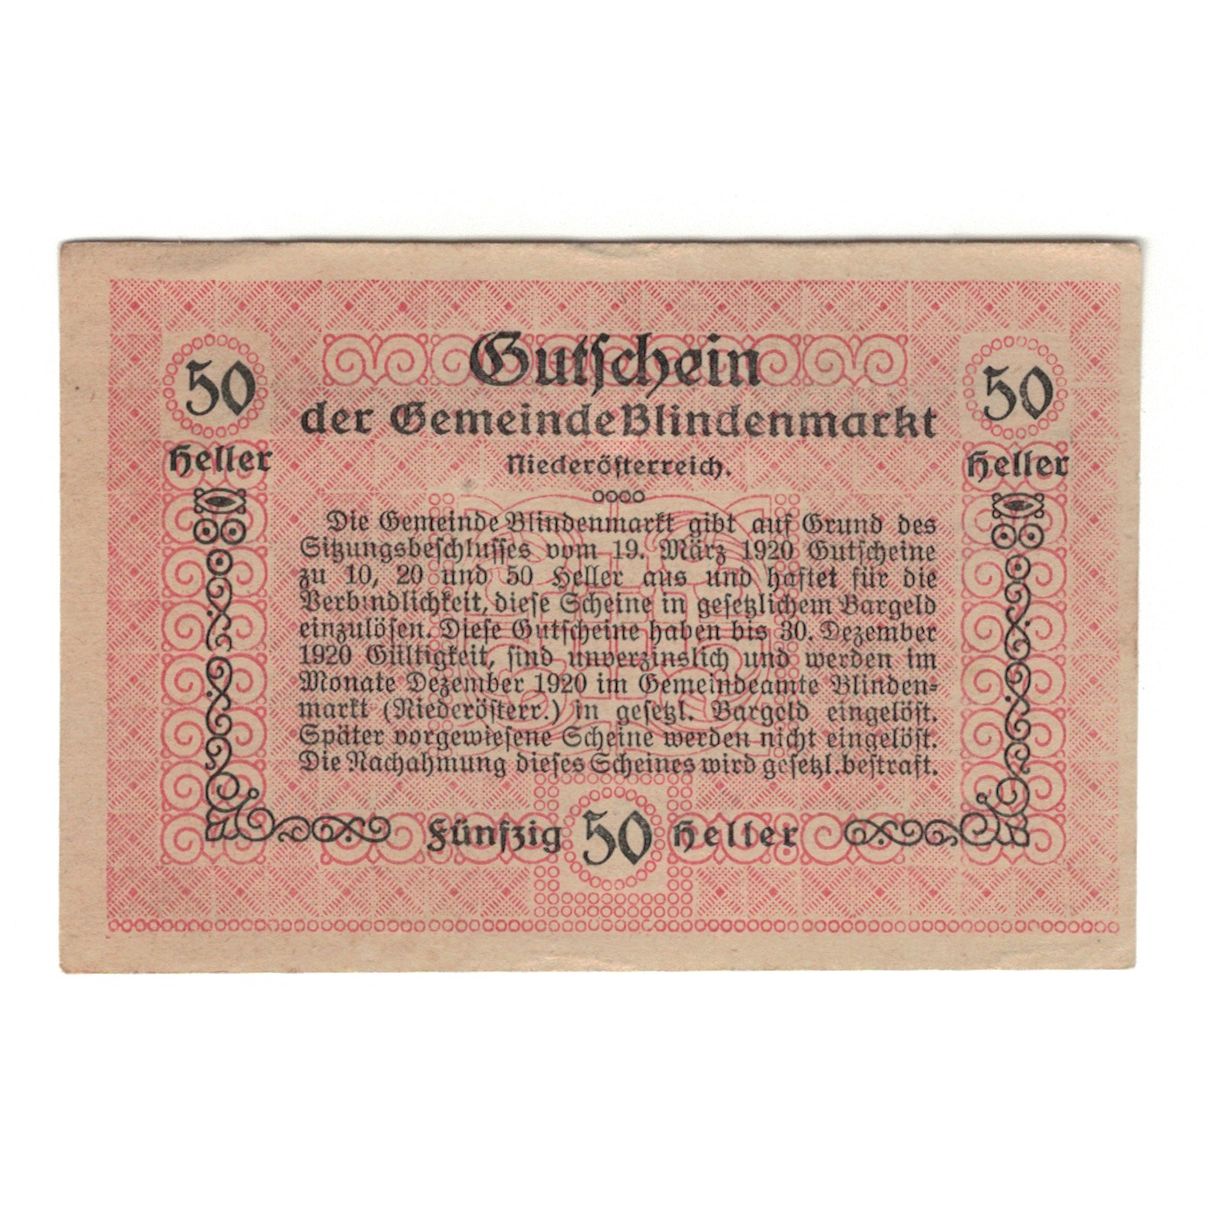 50 Gutschein 50
der Gemeinde Blindenmarkt
Heller Niederösterreich. Heller
Die Gemeinde Blindenmarkt gibt auf Grund des
Sitzungsbeschlusses vom 19. März 1920 Gutscheine
zu 10, 20 und 50 Heller aus und haftet für die
Verbindlichkeit, diese Scheine in gesetzlichem Bargeld
einzulösen. Diese Gutscheine haben bis 30. Dezember
1920 Gültigkeit, sind unverzinslich und werden im
Monate Dezember 1920 im Gemeindeamte Blinden-
markt (Niederösterr.) in gesetzl. Bargeld eingelöst.
Später vorgewiesene Scheine werden nicht eingelöst.
Die Nachahmung dieses Scheines wird gesetzl. bestraft.
Fünfzig 50 Heller